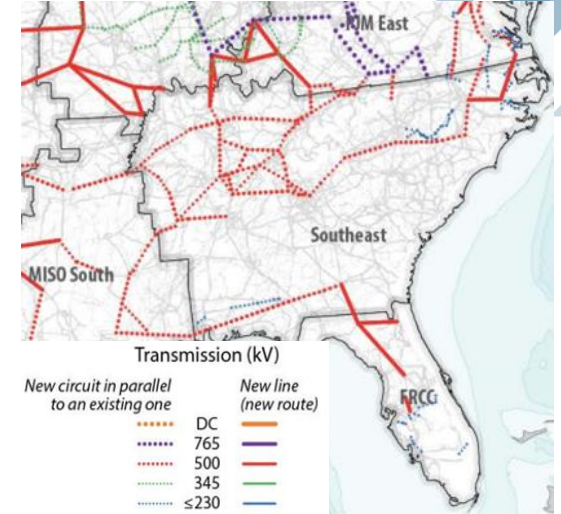 PJM East
Southeast
MISO South
FRCC
Transmission (kV)
New circuit in parallel
to an existing one
New line
(new route)
DC
765
500
345
≤230